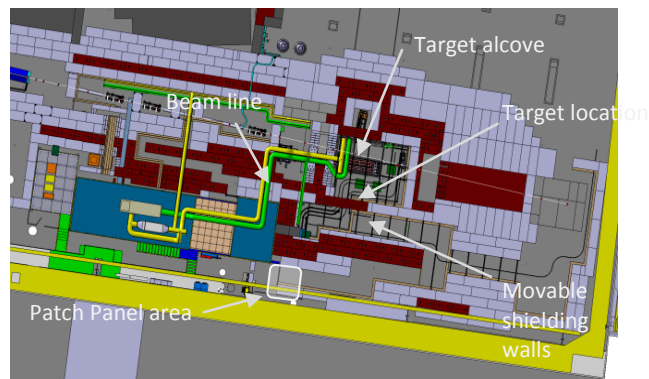 Target alcove
Beam line
Target location
Patch Panel area
Movable
shielding
walls